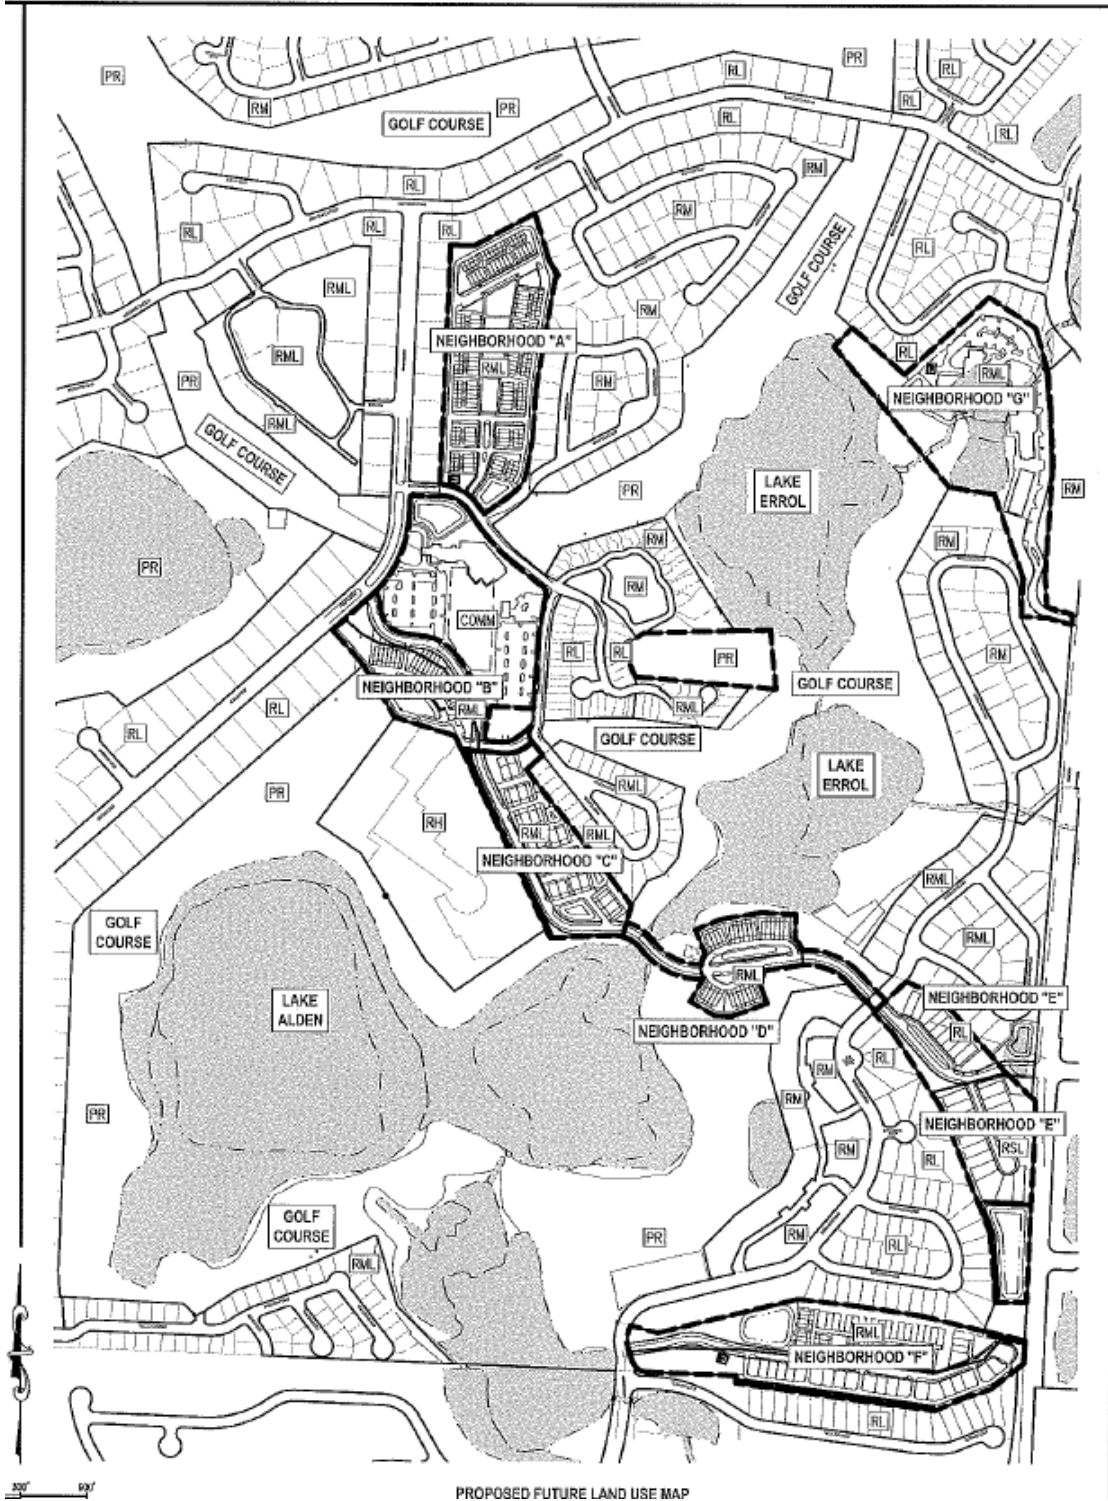 PR
RM
GOLF COURSE
PR
RL
PR
RL
RL
RL
RL
RM
RL
RL
RL
RL
RM
GOLF COURSE
RL
RML
RM
NEIGHBORHOOD "A"
RML
RL
RML
PR
RML
RM
RML
NEIGHBORHOOD "G"
GOLF COURSE
LAKE
ERROL
PR
RM
RM
RM
PR
RM
COMM
RL
RL
PR
RM
NEIGHBORHOOD "B"
RML
RML
GOLF COURSE
RL
RL
GOLF COURSE
LAKE
ERROL
RML
PR
RH
RML
RML
NEIGHBORHOOD "C"
RML
GOLF
COURSE
RML
RML
NEIGHBORHOOD "D"
NEIGHBORHOOD "E"
RL
LAKE
ALDEN
RL
RM
RM
PR
NEIGHBORHOOD "E"
RM
RL
RSL
GOLF
COURSE
RM
PR
RL
RML
RML
NEIGHBORHOOD "F"
RL
300'
PROPOSED FUTURE LAND USE MAP